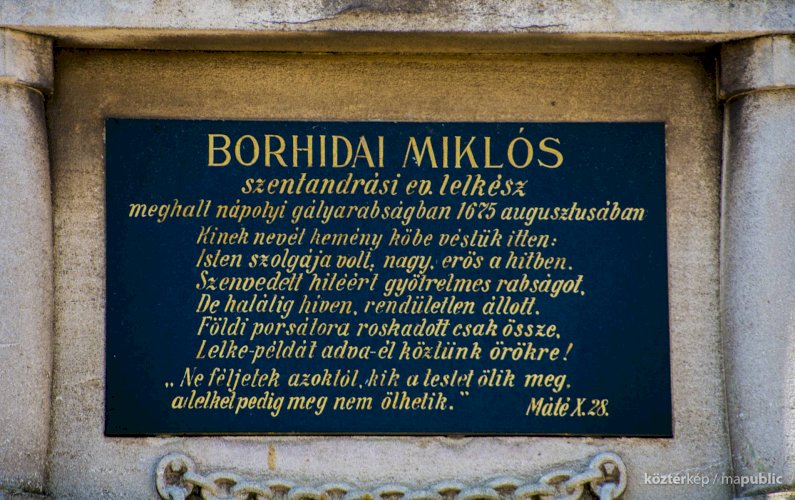 BORHIDAI MIKLÓS
szentandrási ev. lelkész
meghalt nápolyi gályarabságban 1675 augusztusában
Kinek nevét kemény kőbe véstük itten:
Isten szolgája volt, nagy, erős a hitben.
Szenvedett hitéért gyötrelmes rabságot,
De halálig híven, rendületlen állott.
Földi porsátora roskadott csak össze,
Lelke-példát adva-él köztünk örökre!
„Ne féljetek azoktól, kik a testet ölik meg,
a lelket pedig meg nem ölhetik.”
Máté X. 28.
köztérkép / mapublic